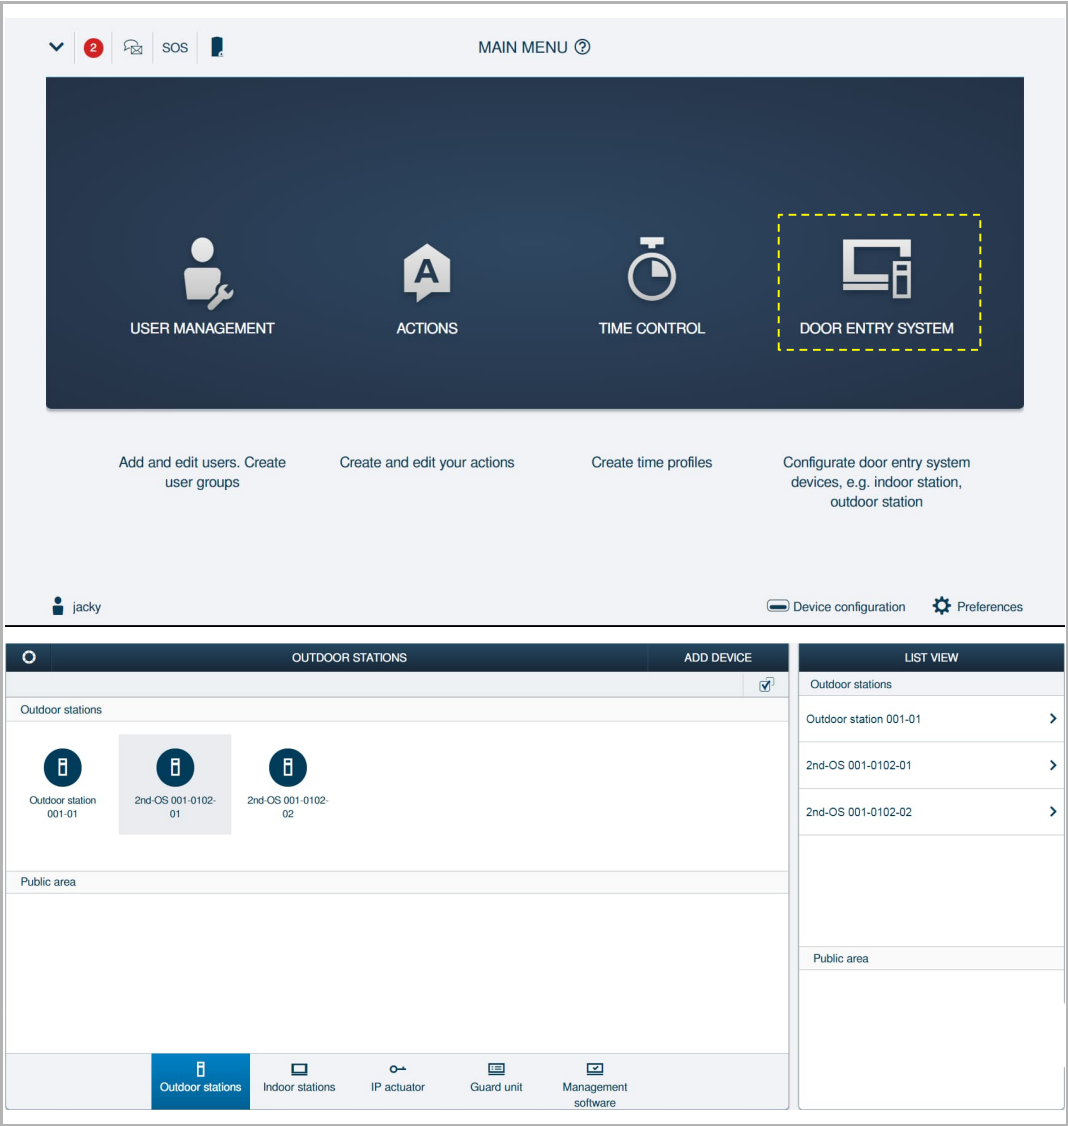 2
SOS
MAIN MENU
USER MANAGEMENT
ACTIONS
A
TIME CONTROL
DOOR ENTRY SYSTEM
Add and edit users. Create
user groups
Create and edit your actions
Create time profiles
Configurate door entry system
devices, e.g. indoor station,
outdoor station
jacky
Device configuration
Preferences
OUTDOOR STATIONS
ADD DEVICE
Outdoor stations
Outdoor station
001-01
2nd-OS 001-0102-
01
2nd-OS 001-0102-
02
Public area
Outdoor stations
Indoor stations
IP actuator
Guard unit
Management
software
LIST VIEW
Outdoor stations
Outdoor station 001-01
2nd-OS 001-0102-01
2nd-OS 001-0102-02
Public area